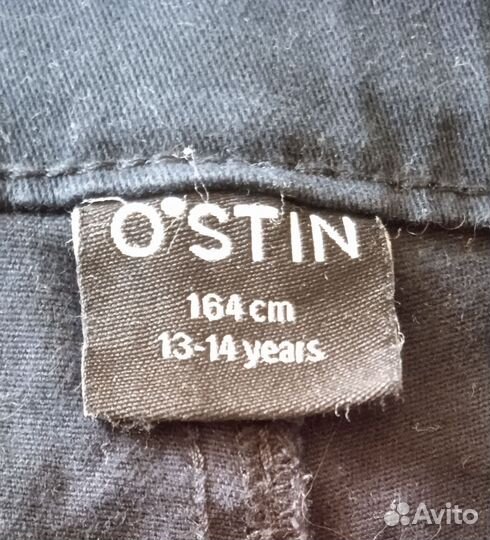 O'STIN
164 cm
13-14 years
Avito